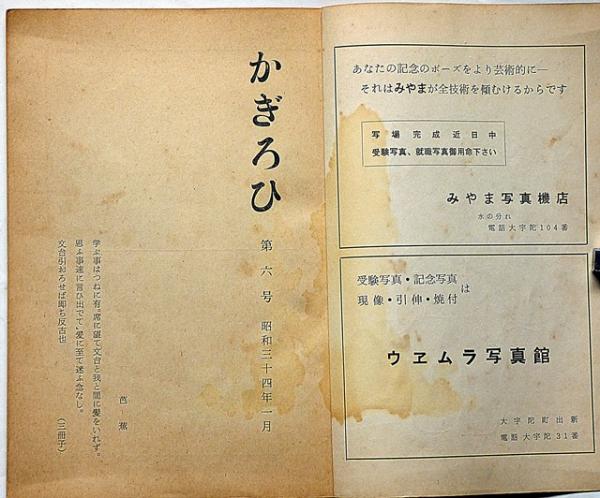 あなたの記念のポーズをより芸術的に―
それはみやまが全技術を傾むけるからです
写場完成近日中
受験写真、就職写真御用命下さい
みやま写真機店
水の分れ
電話大宇陀104番
受験写真・記念写真
現像・引伸・焼付
は
ウヱムラ写真館
大宇陀町出新
電話大宇陀31番
かぎろひ
第六号 昭和三十四年一月
芭蕉
学ぶ事はつねに有。席に望て文台と我と間に髪をいれず。
思ふ事速に言ひ出でて、爰に至て迷ふ念なし。
文台引おろせば即ち反古也
(三冊子)